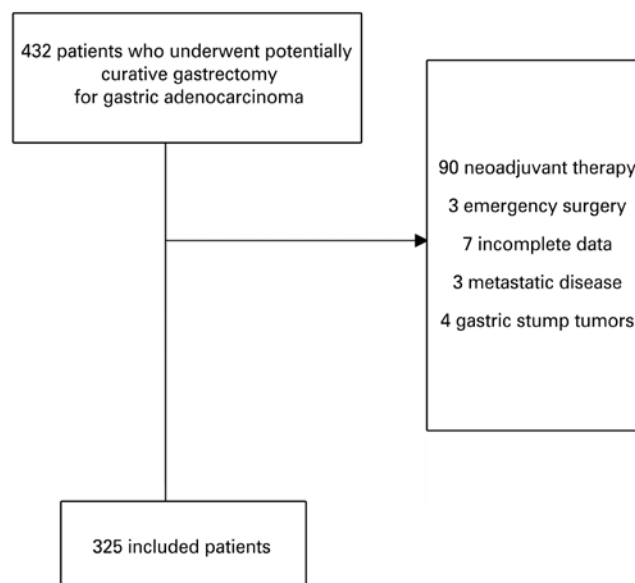 432 patients who underwent potentially
curative gastrectomy
for gastric adenocarcinoma
90 neoadjuvant therapy
3 emergency surgery
7 incomplete data
3 metastatic disease
4 gastric stump tumors
325 included patients